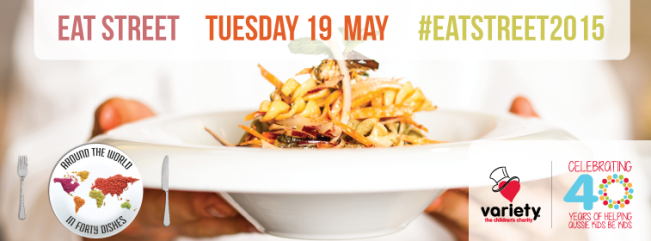 EAT STREET TUESDAY 19 MAY #EATSTREET2015
AROUND THE WORLD
IN FORTY DISHES
variety
the children's charity
CELEBRATING
40
YEARS OF HELPING
AUSSIE KIDS BE KIDS